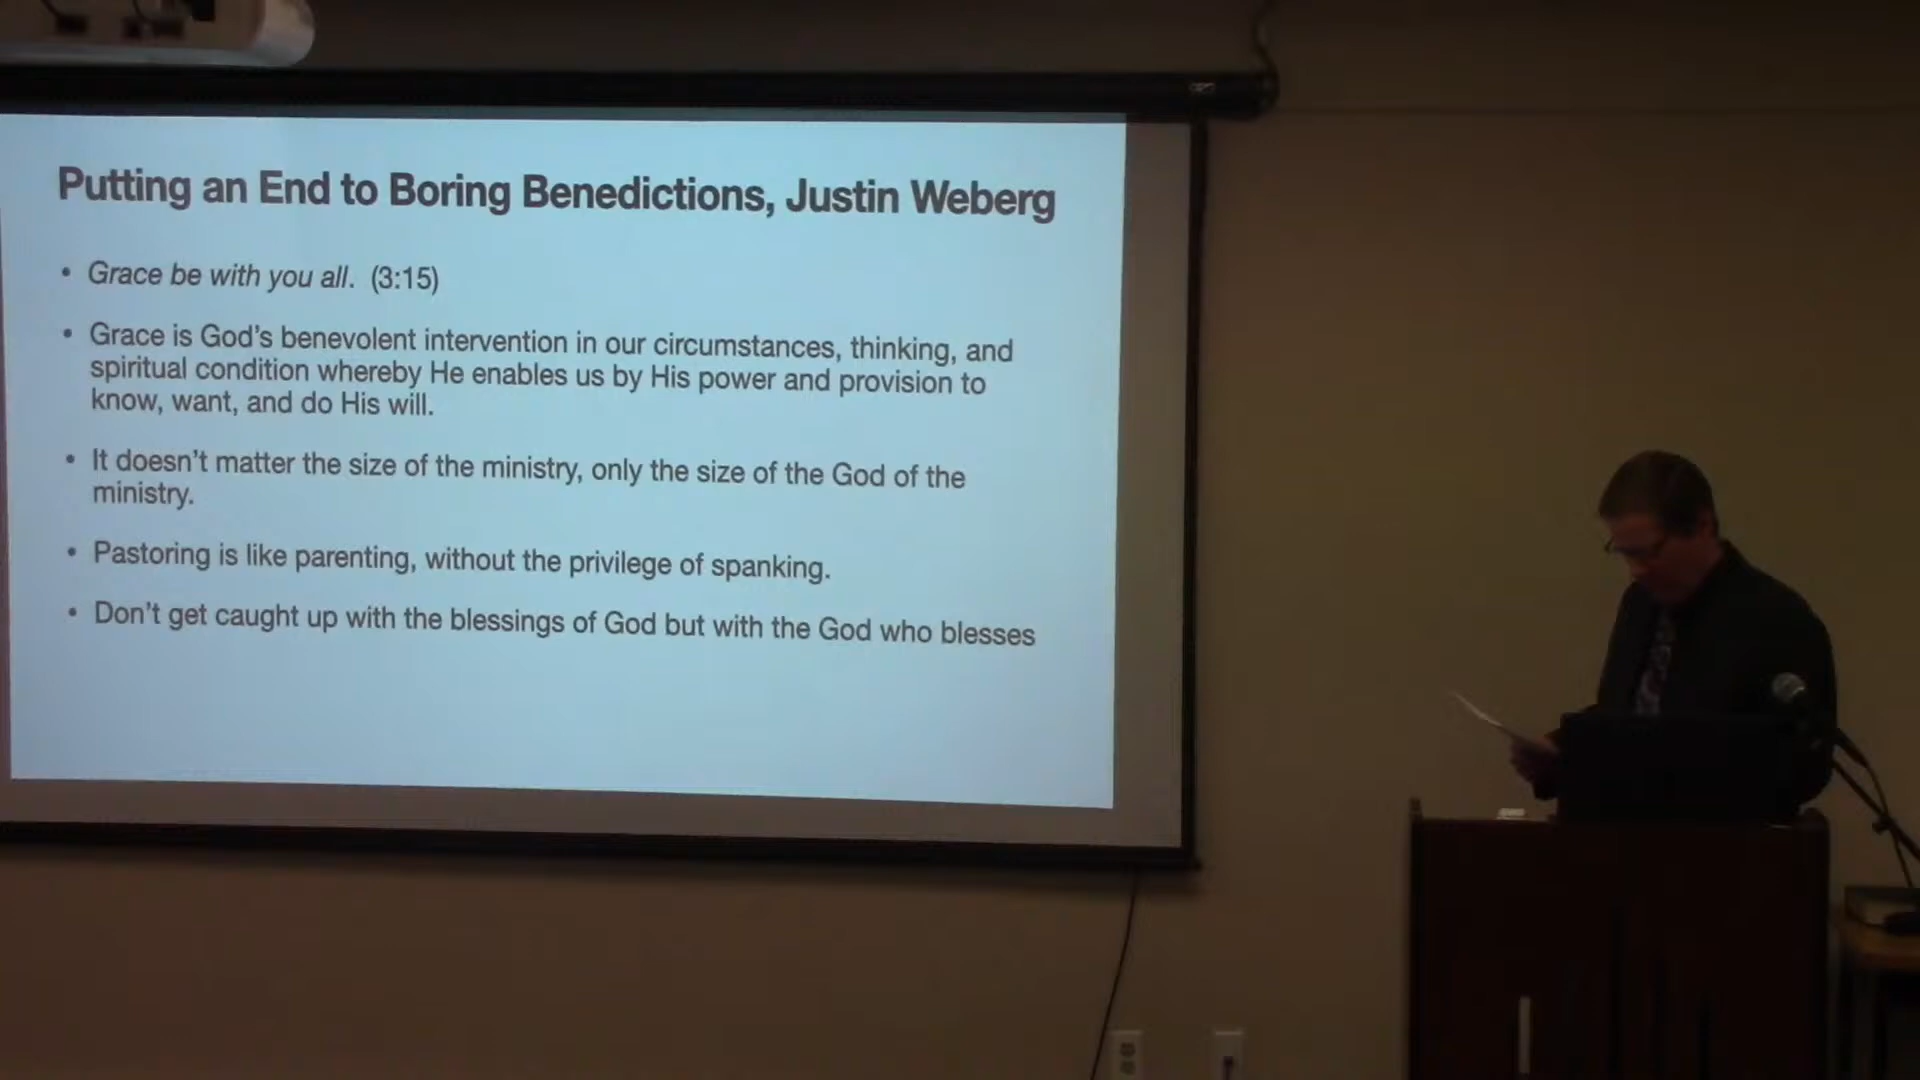 Putting an End to Boring Benedictions, Justin Weberg
• Grace be with you all. (3:15)
• Grace is God's benevolent intervention in our circumstances, thinking, and
spiritual condition whereby He enables us by His power and provision to
know, want, and do His will.
• It doesn't matter the size of the ministry, only the size of the God of the
ministry.
• Pastoring is like parenting, without the privilege of spanking.
• Don't get caught up with the blessings of God but with the God who blesses